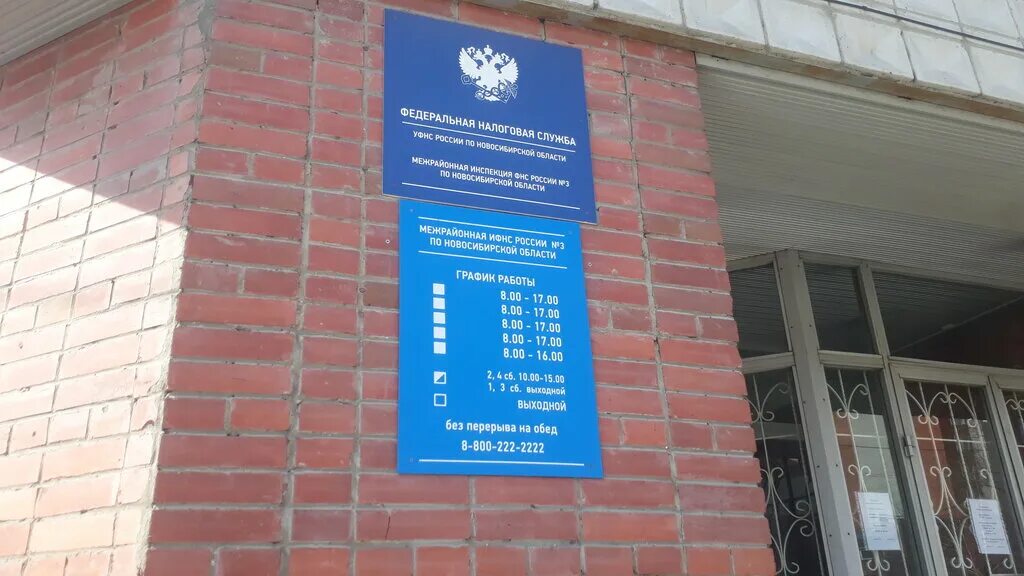 ФЕДЕРАЛЬНАЯ НАЛОГОВАЯ СЛУЖБА
УФНС РОССИИ ПО НОВОСИБИРСКОЙ ОБЛАСТИ
МЕЖРАЙОННАЯ ИНСПЕКЦИЯ ФНС РОССИИ №3
ПО НОВОСИБИРСКОЙ ОБЛАСТИ
МЕЖРАЙОННАЯ ИФНС РОССИИ №3
ПО НОВОСИБИРСКОЙ ОБЛАСТИ
ГРАФИК РАБОТЫ
8.00 - 17.00
8.00 - 17.00
8.00 - 17.00
8.00 - 17.00
8.00 - 16.00
2, 4 сб. 10.00-15.00
1, 3 сб. выходной
ВЫХОДНОЙ
без перерыва на обед
8-800-222-2222